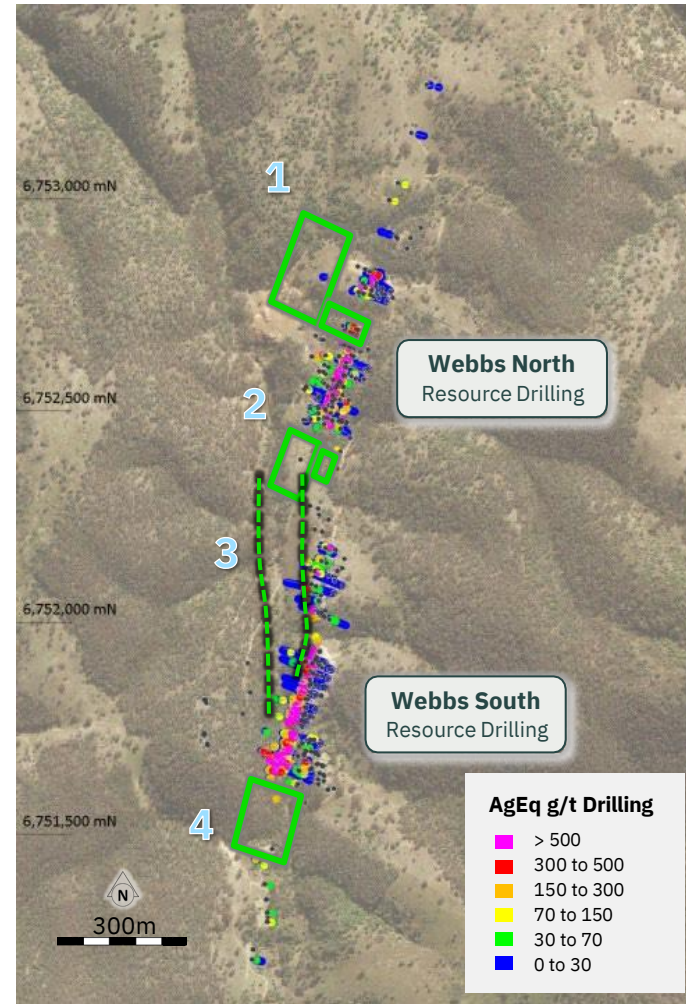 1
6,753,000 mN
Webbs North
Resource Drilling
6,752,500 mN
2
3
6,752,000 mN
Webbs South
Resource Drilling
6,751,500 mN
4
N
300m
AgEq g/t Drilling
> 500
300 to 500
150 to 300
70 to 150
30 to 70
0 to 30